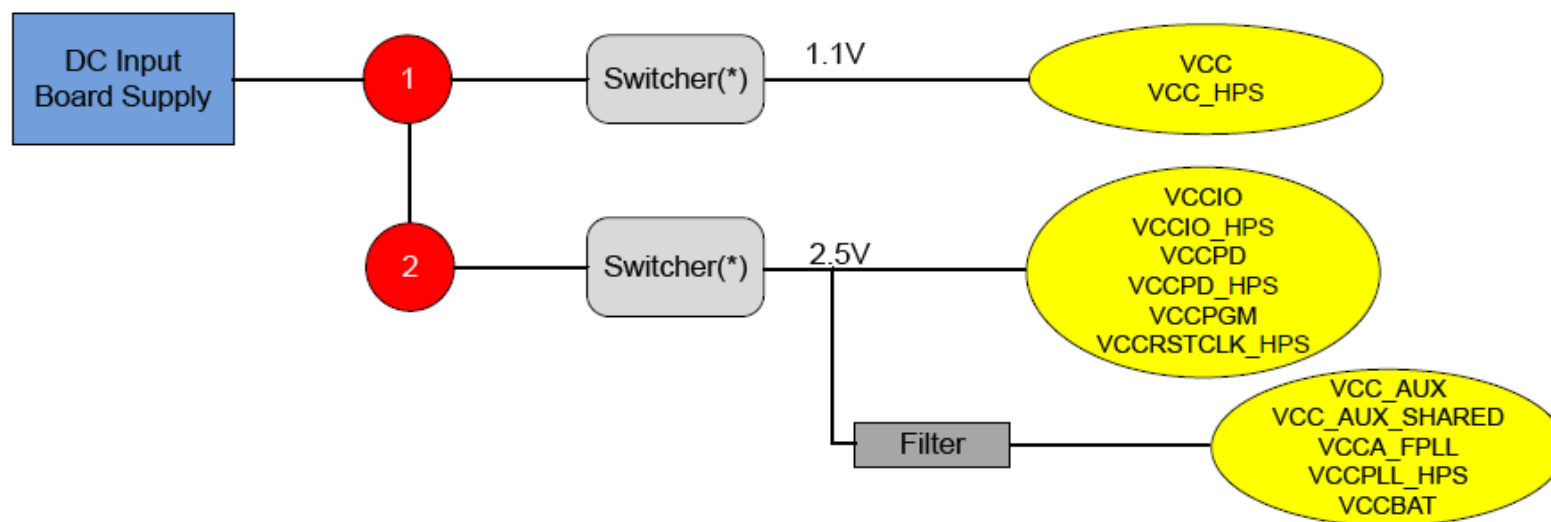 DC Input
Board Supply
1
Switcher(*)
1.1V
VCC
VCC_HPS
2
Switcher(*)
2.5V
VCCIO
VCCIO_HPS
VCCPD
VCCPD_HPS
VCCPGM
VCCRSTCLK_HPS
Filter
VCC_AUX
VCC_AUX_SHARED
VCCA_FPLL
VCCPLL_HPS
VCCBAT